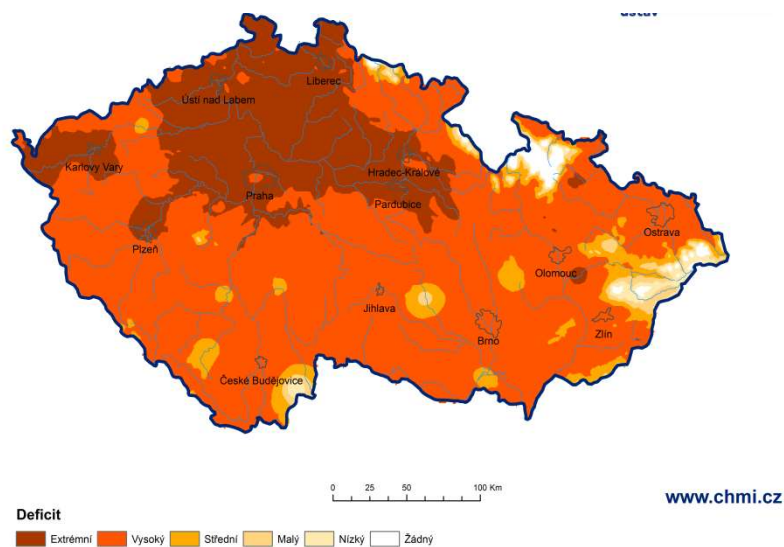 ústav
Liberec
Ústí nad Labem
Karlovy Vary
Hradec-Králové
Praha
Pardubice
Plzeň
Ostrava
Olomouc
Jihlava
Zlín
Brno
České Budějovice
0 25 50 100 Km
www.chmi.cz
Deficit
Extrémní Vysoký Střední Malý Nízký Žádný